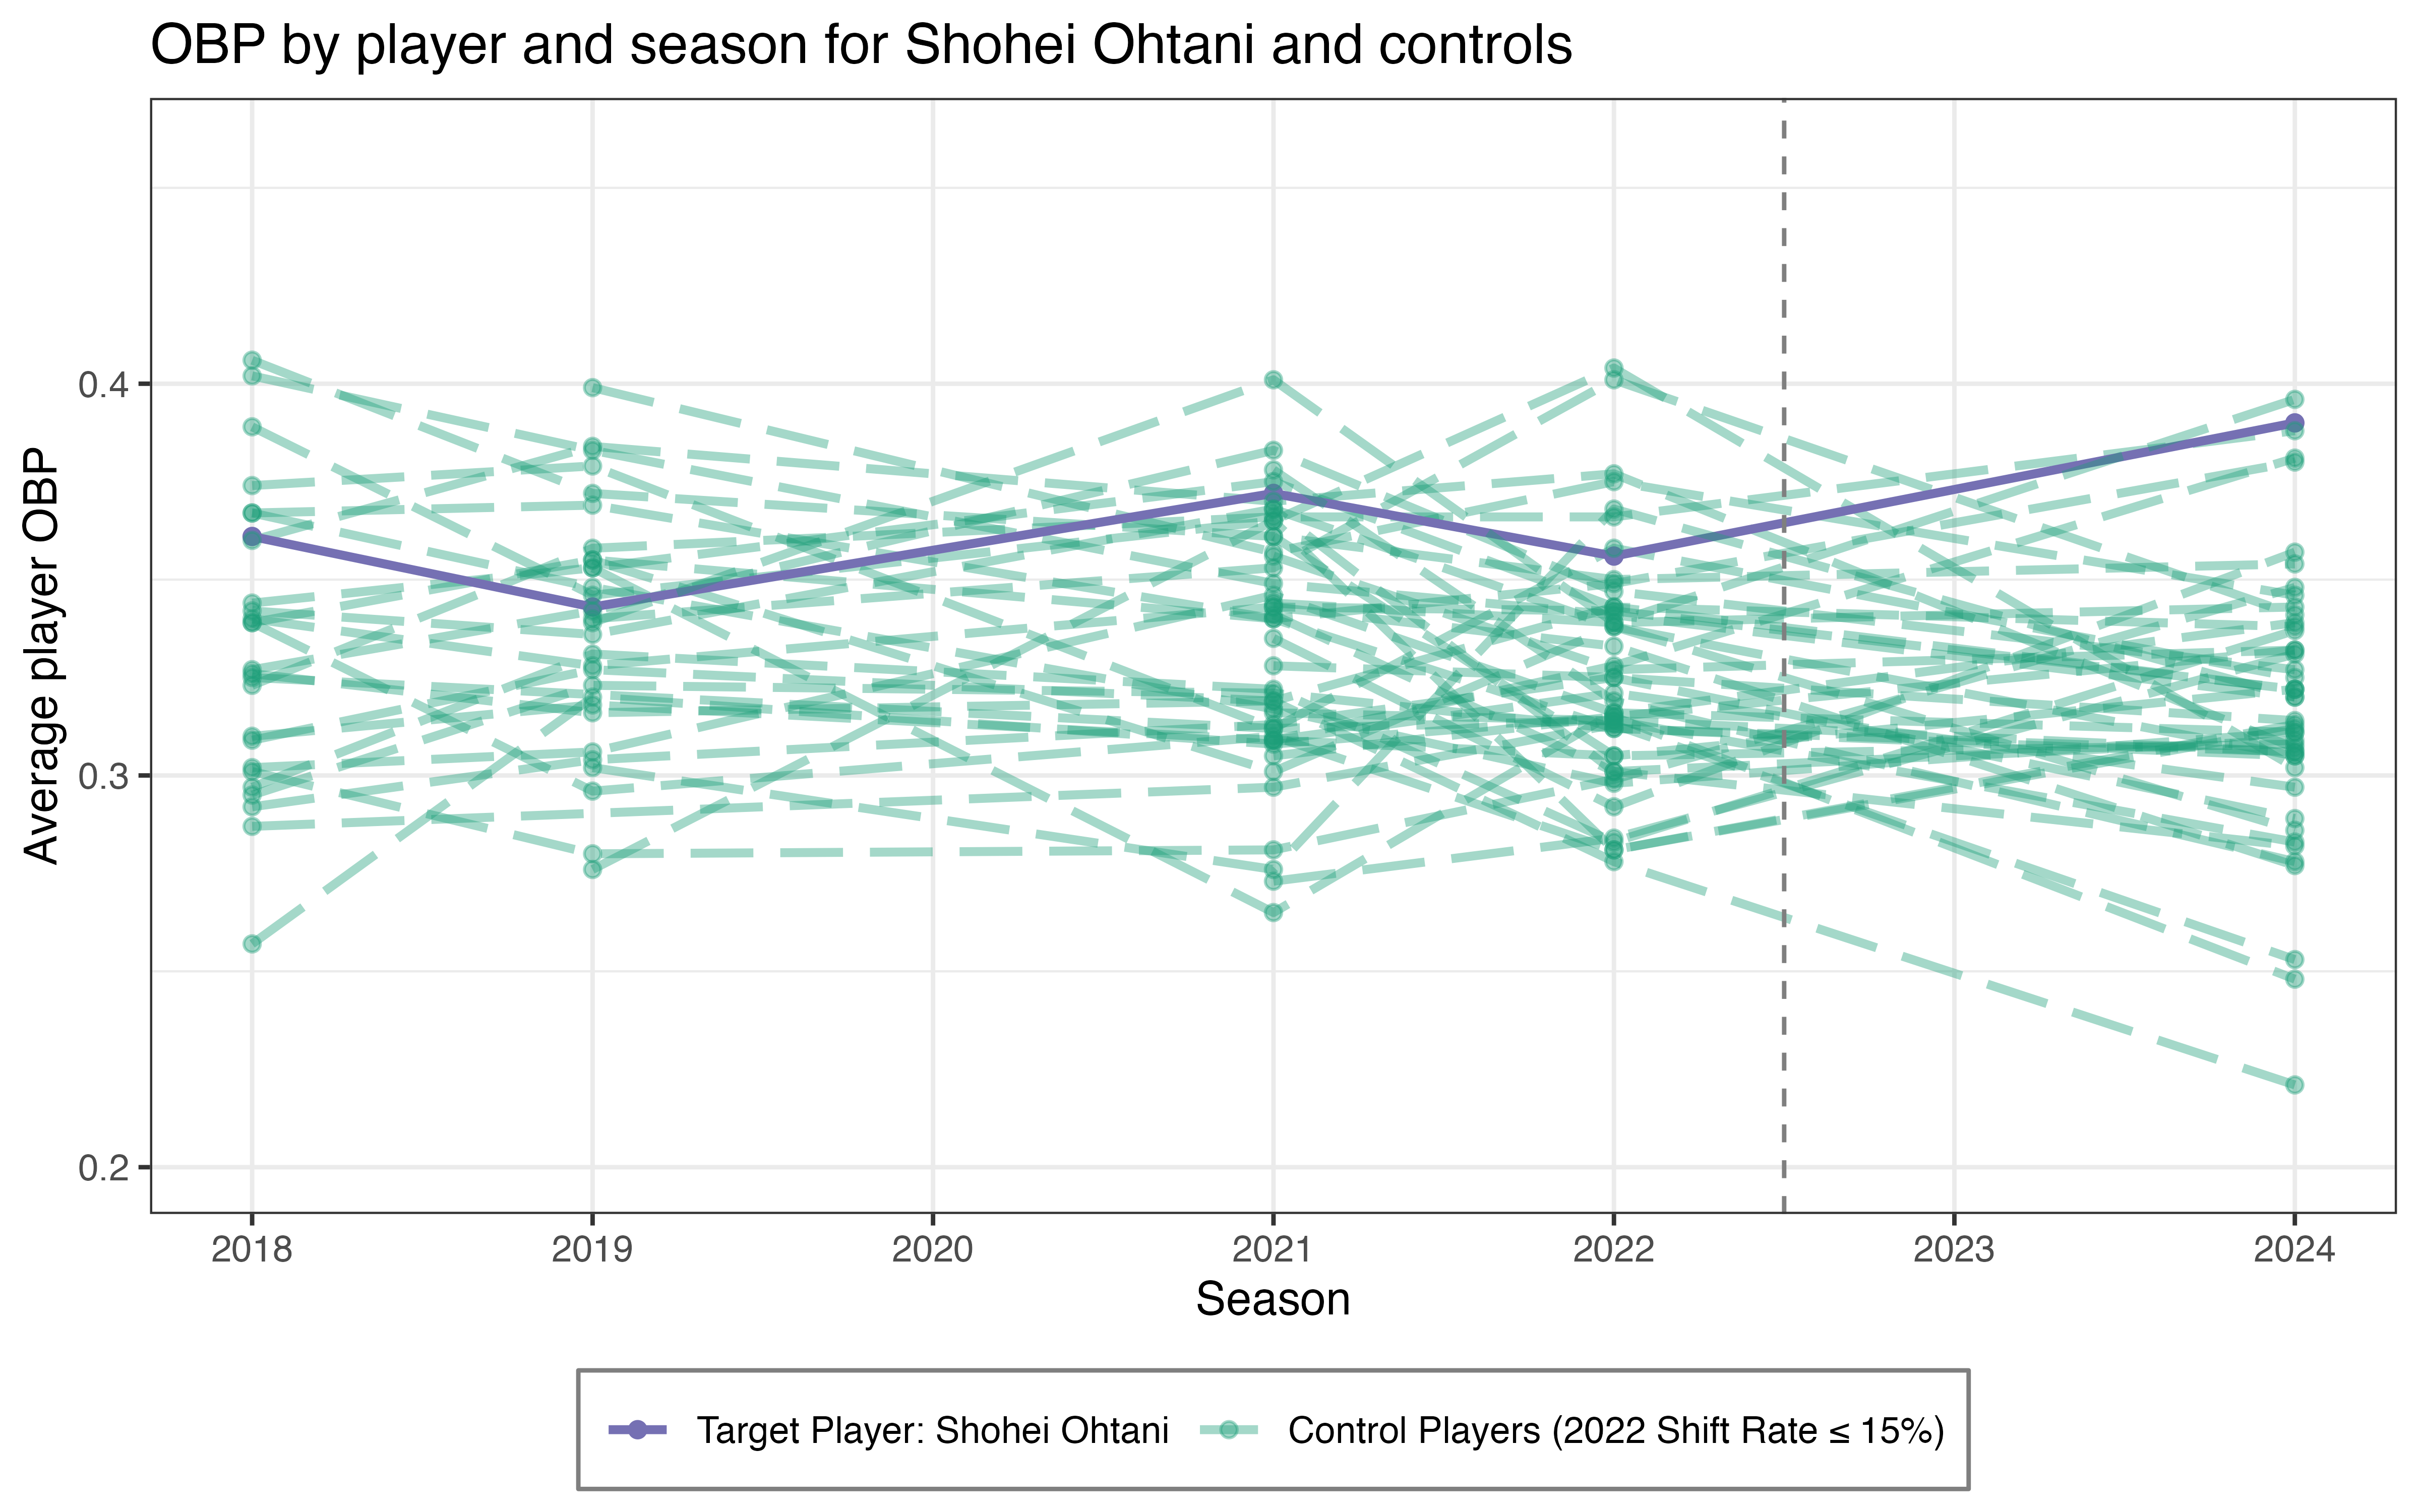 OBP by player and season for Shohei Ohtani and controls
Average player OBP
0.4
0.3
0.2
2018 2019 2020 2021 2022 2023 2024
Season
Target Player: Shohei Ohtani Control Players (2022 Shift Rate ≤ 15%)